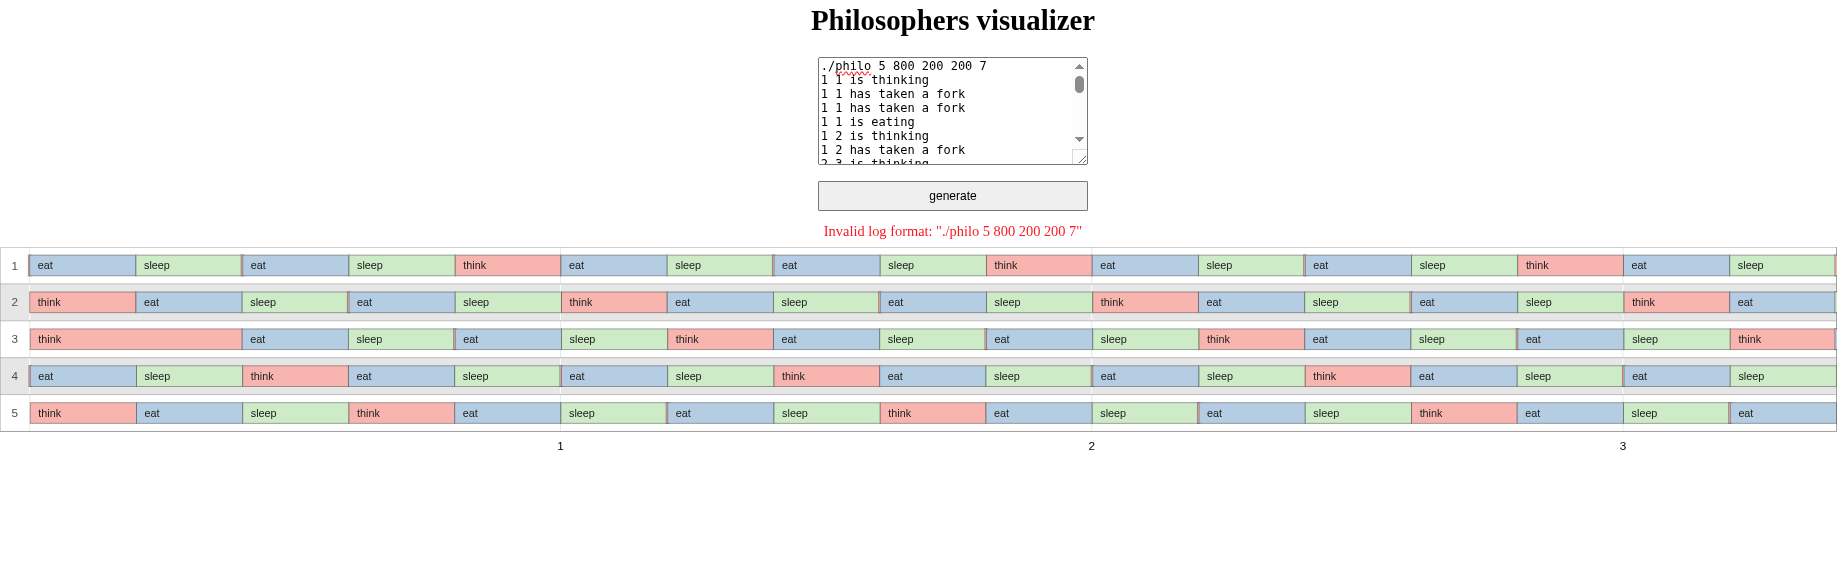 Philosophers visualizer
./philo 5 800 200 200 7
1 1 is thinking
1 1 has taken a fork
1 1 has taken a fork
1 1 is eating
1 2 is thinking
1 2 has taken a fork
2 3 is thinking
generate
Invalid log format: "./philo 5 800 200 200 7"
1 eat sleep eat sleep think eat sleep eat sleep think eat sleep eat sleep think eat sleep
2 think eat sleep eat sleep think eat sleep eat sleep think eat sleep eat sleep think eat
3 think eat sleep eat sleep think eat sleep eat sleep think eat sleep eat sleep think
4 eat sleep think eat sleep eat sleep think eat sleep eat sleep think eat sleep eat sleep
5 think eat sleep think eat sleep eat sleep think eat sleep eat sleep think eat sleep eat
1 2 3